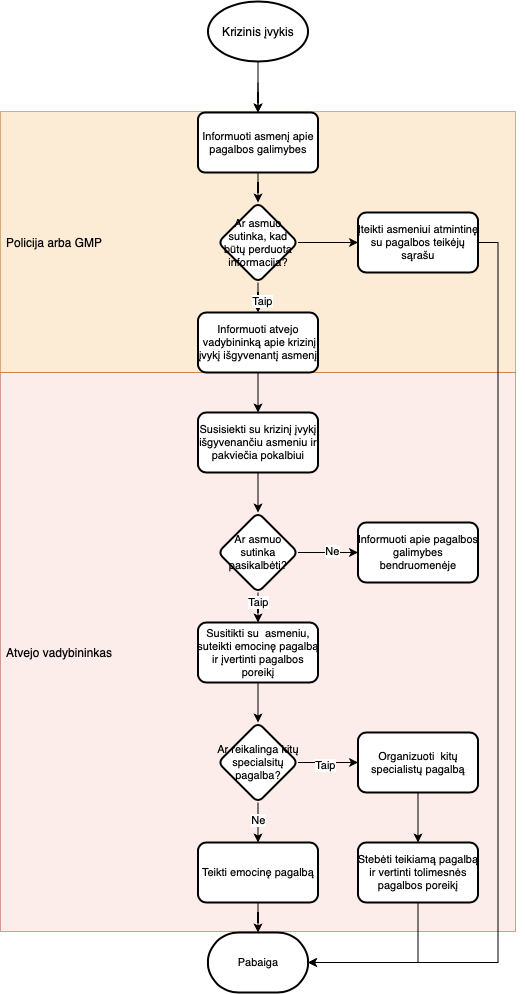 Krizinis įvykis
Informuoti asmenį apie
pagalbos galimybes
Policija arba GMP
Ar asmuo
sutinka, kad
būtų perduota
informacija?
Įteikti asmeniui atmintinę
su pagalbos teikėjų
sąrašu
Taip
Informuoti atvejo
vadybininką apie krizinį
įvykį išgyvenantį asmenį
Susisiekti su krizinį įvykį
išgyvenančiu asmeniu ir
pakviečia pokalbiui
Ar asmuo
sutinka
pasikalbėti?
Ne
Informuoti apie pagalbos
galimybes
bendruomenėje
Taip
Susitikti su asmeniu,
suteikti emocinę pagalbą
ir įvertinti pagalbos
poreikį
Atvejo vadybininkas
Ar reikalinga kitų
specialsitų
pagalba?
Taip
Organizuoti kitų
specialistų pagalbą
Ne
Teikti emocinę pagalbą
Stebėti teikiamą pagalbą
ir vertinti tolimesnės
pagalbos poreikį
Pabaiga